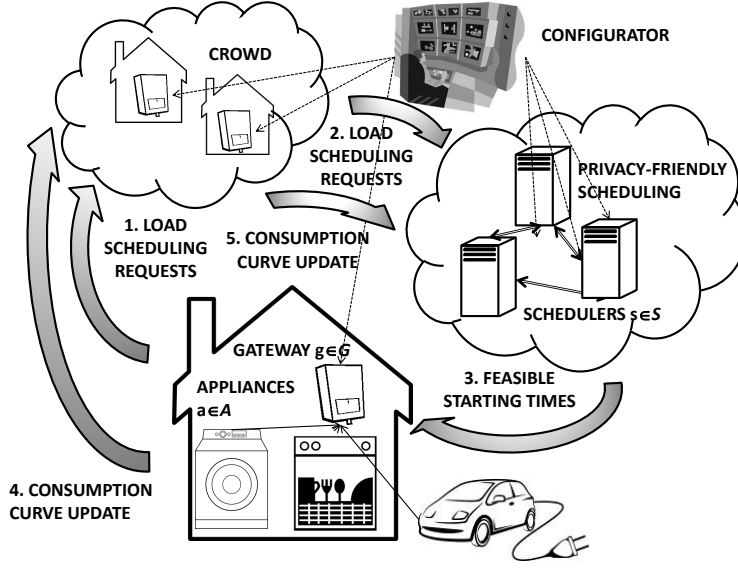 CROWD
CONFIGURATOR
2. LOAD
SCHEDULING
REQUESTS
PRIVACY-FRIENDLY
SCHEDULING
1. LOAD
SCHEDULING
REQUESTS
5. CONSUMPTION
CURVE UPDATE
SCHEDULERS s∈S
GATEWAY g∈G
APPLIANCES
a∈A
3. FEASIBLE
STARTING TIMES
4. CONSUMPTION
CURVE UPDATE